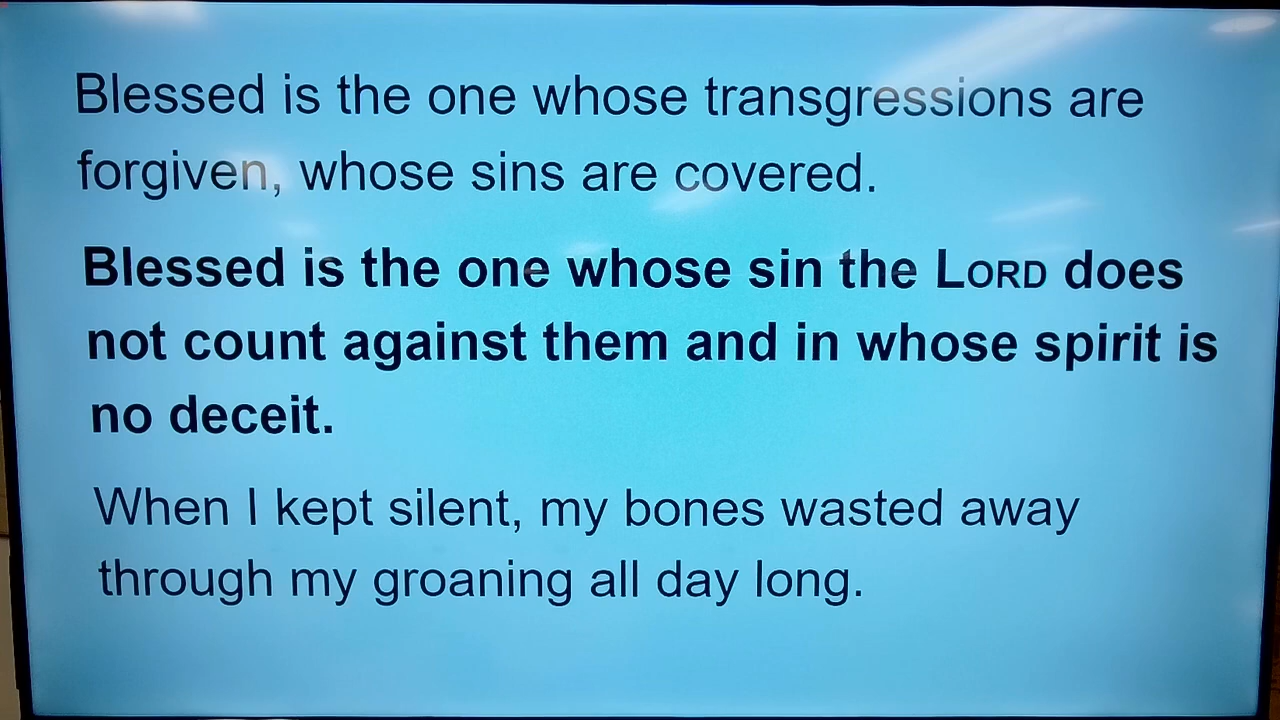 Blessed is the one whose transgressions are
forgiven, whose sins are covered.
Blessed is the one whose sin the LORD does
not count against them and in whose spirit is
no deceit.
When I kept silent, my bones wasted away
through my groaning all day long.